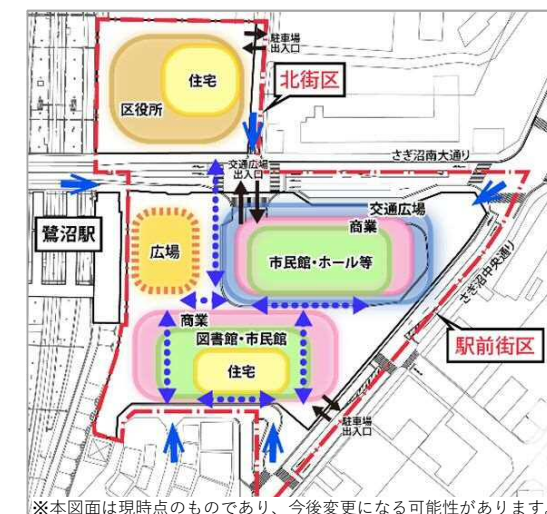 駐車場
出入口
住宅
区役所
北街区
さぎ沼南大通り
交通広場
出入口
交通広場
商業
鷺沼駅
広場
市民館・ホール等
さぎ沼中央通り
商業
図書館・市民館
駅前街区
住宅
駐車場
出入口
※本図面は現時点のものであり、今後変更になる可能性があります。